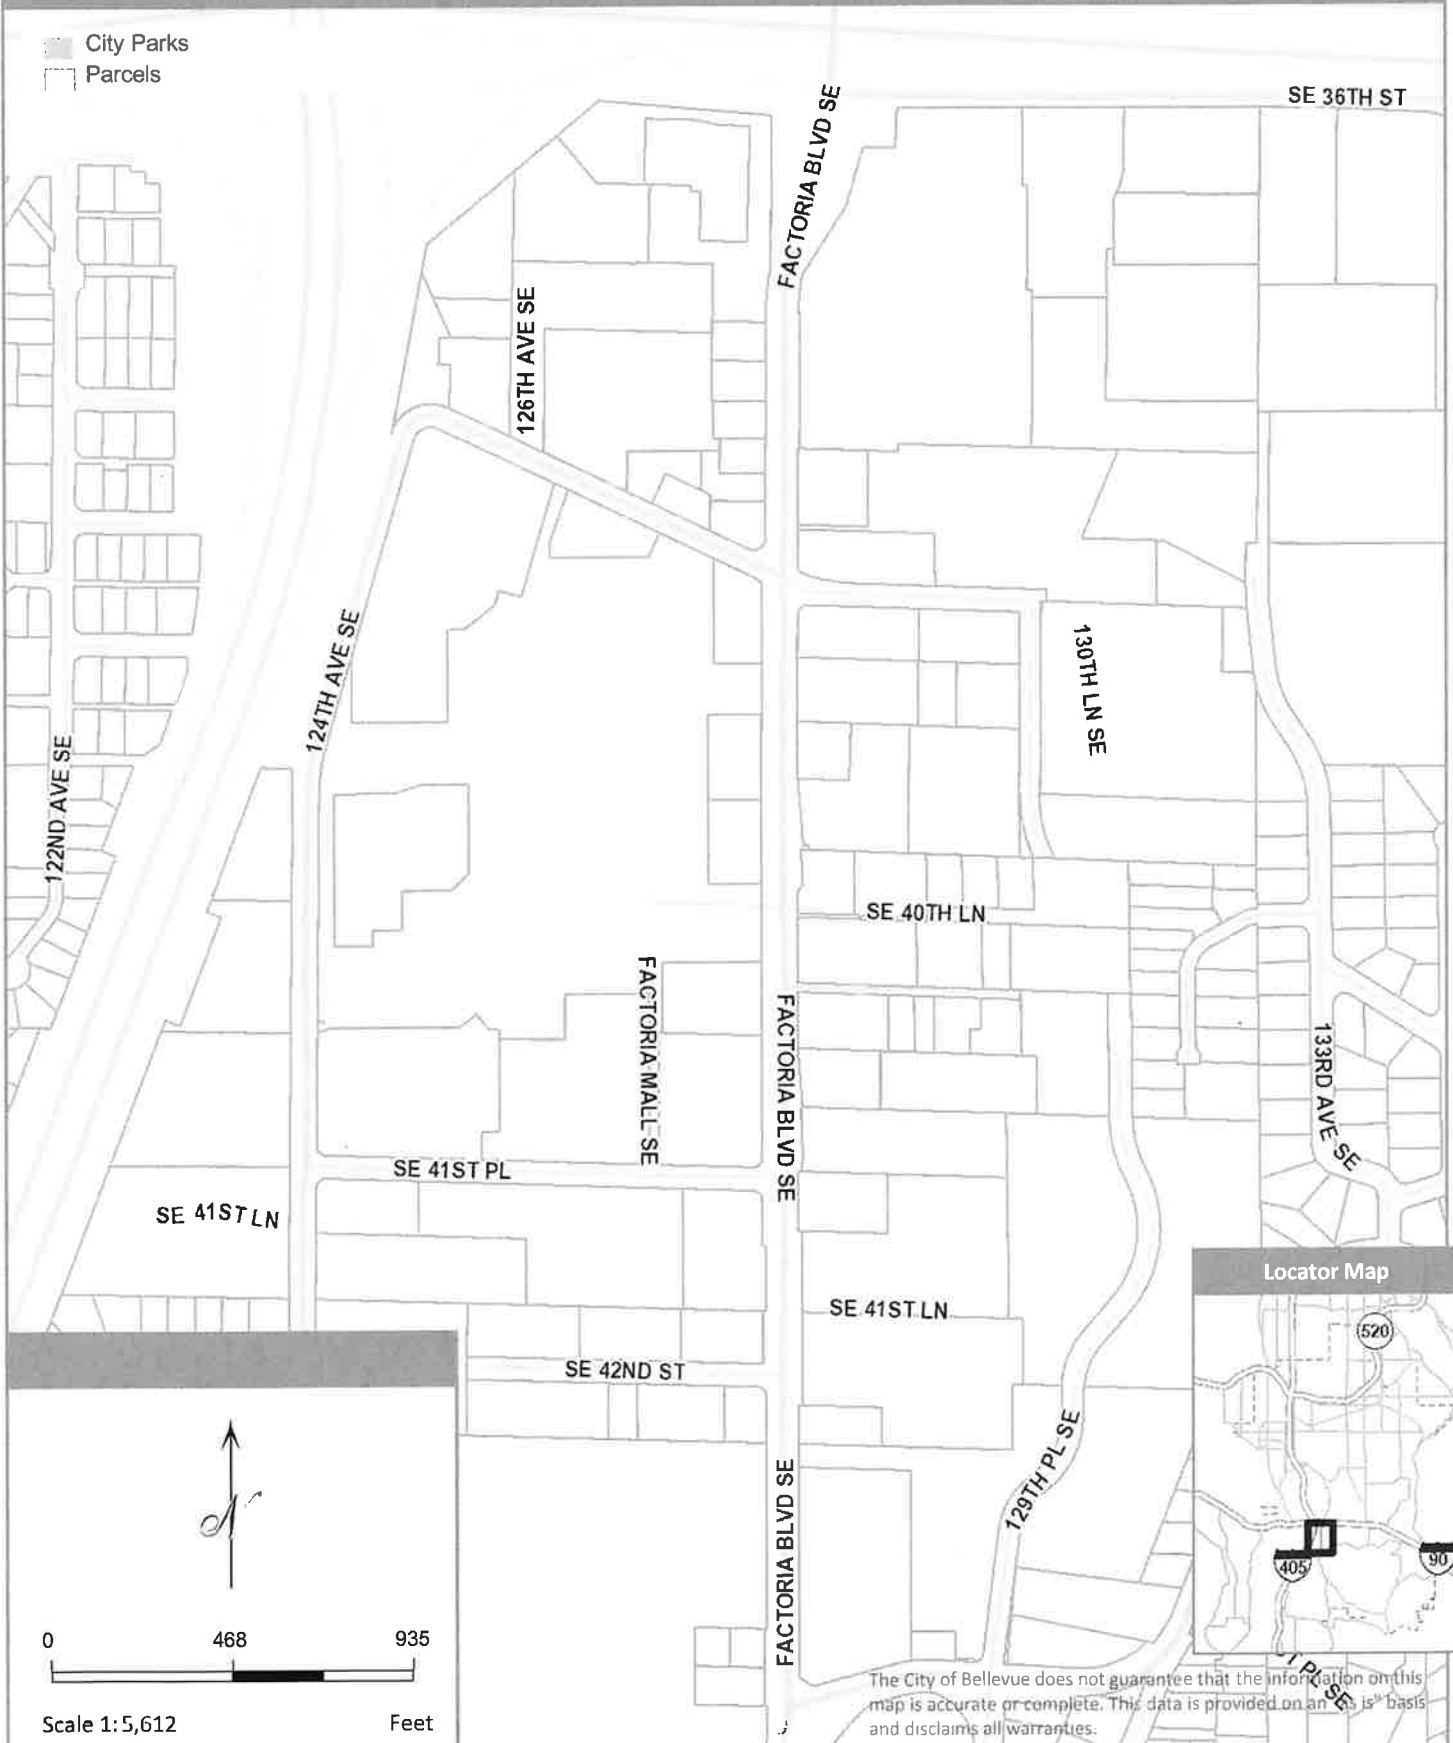 City Parks
Parcels
SE 36TH ST
FACTORIA BLVD SE
126TH AVE SE
124TH AVE SE
130TH LN SE
122ND AVE SE
SE 40TH LN
FACTORIA MALL SE
FACTORIA BLVD SE
133RD AVE SE
SE 41ST PL
SE 41ST LN
SE 41ST LN
SE 42ND ST
129TH PL SE
FACTORIA BLVD SE
Locator Map
520
405
90
0 468 935
Scale 1:5,612 Feet
PL SE
The City of Bellevue does not guarantee that the information on this
map is accurate or complete. This data is provided on an "as is" basis
and disclaims all warranties.